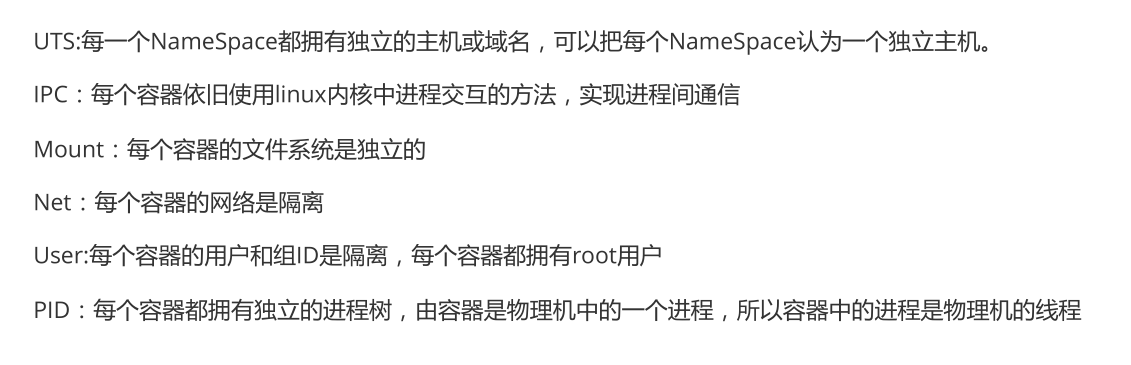 UTS:每一个NameSpace都拥有独立的主机或域名，可以把每个NameSpace认为一个独立主机。
IPC：每个容器依旧使用linux内核中进程交互的方法，实现进程间通信
Mount：每个容器的文件系统是独立的
Net：每个容器的网络是隔离
User:每个容器的用户和组ID是隔离，每个容器都拥有root用户
PID：每个容器都拥有独立的进程树，由容器是物理机中的一个进程，所以容器中的进程是物理机的线程